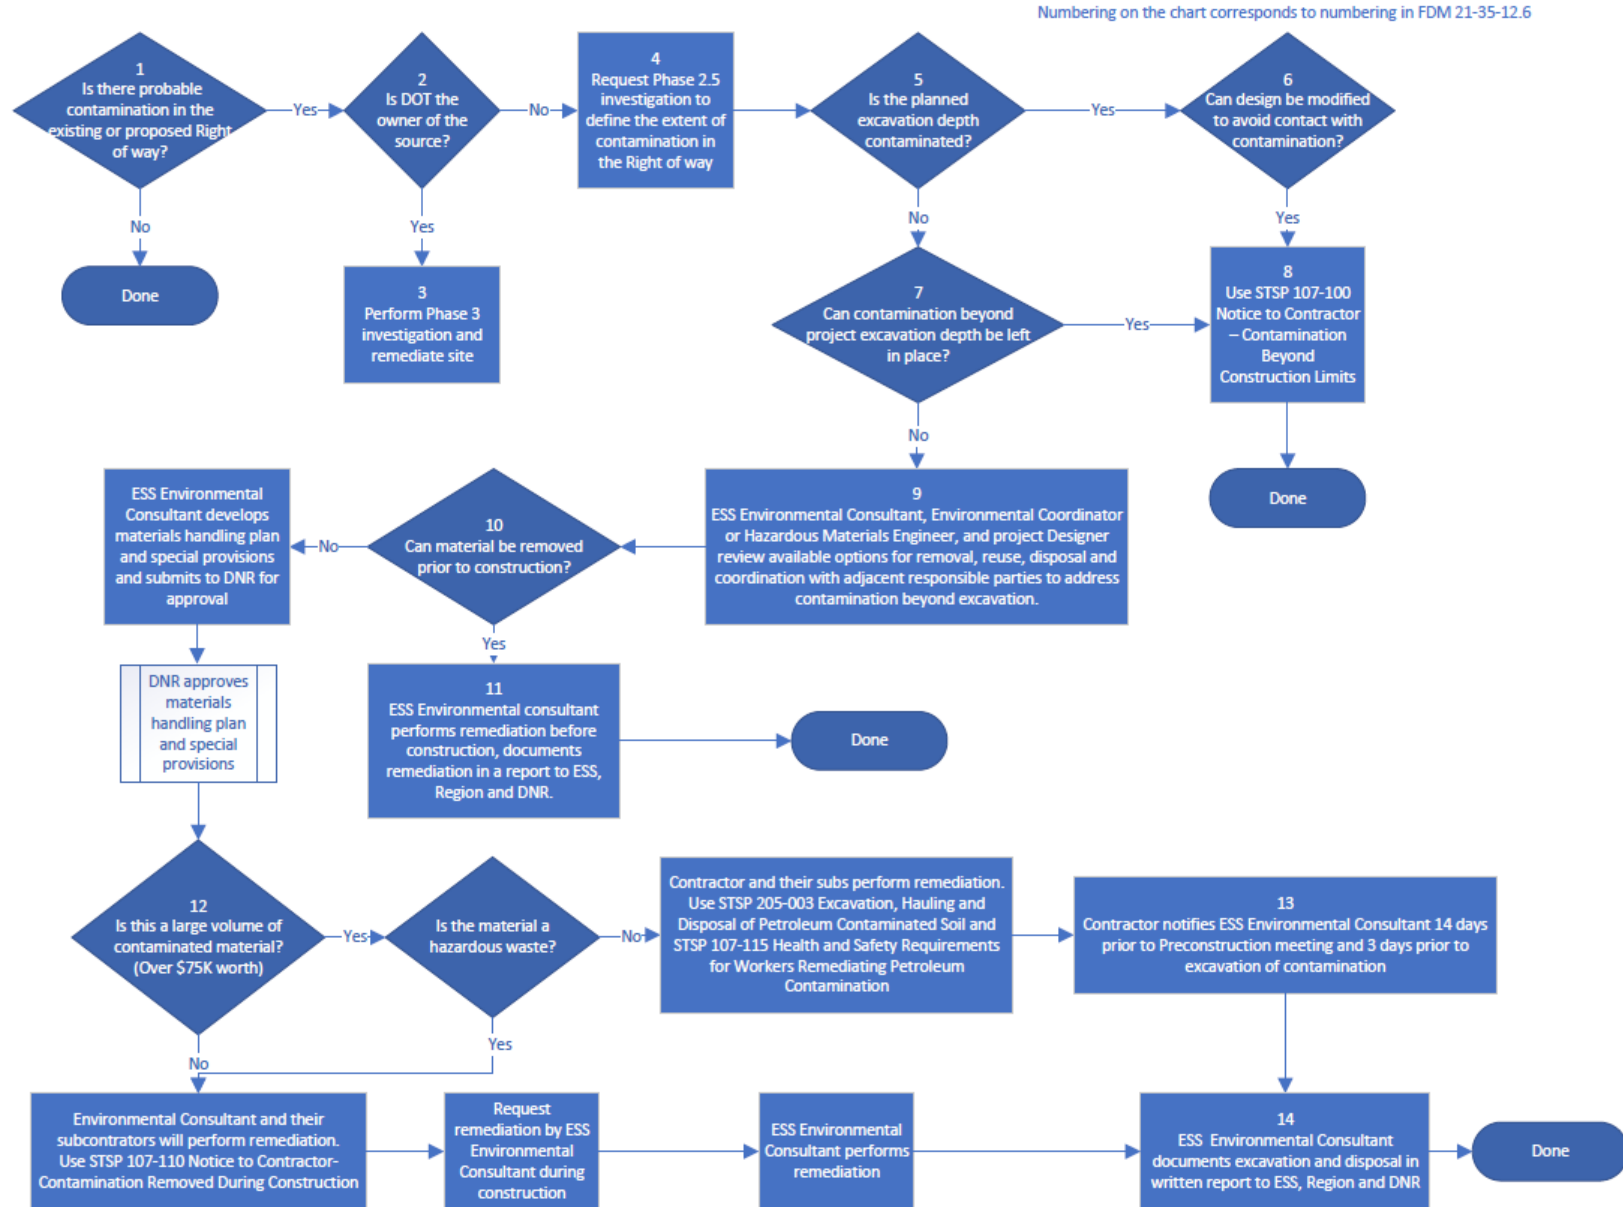 Numbering on the chart corresponds to numbering in FDM 21-35-12.6
1
Is there probable
contamination in the
existing or proposed Right
of way?
Yes
No
Done
2
Is DOT the
owner of the
source?
No
Yes
3
Perform Phase 3
investigation and
remediate site
4
Request Phase 2.5
investigation to
define the extent of
contamination in
the Right of way
5
Is the planned
excavation depth
contaminated?
Yes
No
6
Can design be modified
to avoid contact with
contamination?
Yes
7
Can contamination beyond
project excavation depth be left
in place?
Yes
No
8
Use STSP 107-100
Notice to Contractor
– Contamination
Beyond
Construction Limits
Done
9
ESS Environmental Consultant, Environmental Coordinator
or Hazardous Materials Engineer, and project Designer
review available options for removal, reuse, disposal and
coordination with adjacent responsible parties to address
contamination beyond excavation.
10
Can material be removed
prior to construction?
No
Yes
ESS Environmental
Consultant develops
materials handling plan
and special provisions
and submits to DNR for
approval
DNR approves
materials
handling plan
and special
provisions
11
ESS Environmental consultant
performs remediation before
construction, documents
remediation in a report to ESS,
Region and DNR.
Done
12
Is this a large volume of
contaminated material?
(Over $75K worth)
Yes
No
Is the material a
hazardous waste?
No
Yes
Contractor and their subs perform remediation.
Use STSP 205-003 Excavation, Hauling and
Disposal of Petroleum Contaminated Soil and
STSP 107-115 Health and Safety Requirements
for Workers Remediating Petroleum
Contamination
13
Contractor notifies ESS Environmental Consultant 14 days
prior to Preconstruction meeting and 3 days prior to
excavation of contamination
Environmental Consultant and their
subcontrators will perform remediation.
Use STSP 107-110 Notice to Contractor-
Contamination Removed During Construction
Request
remediation by ESS
Environmental
Consultant during
construction
ESS Environmental
Consultant performs
remediation
14
ESS  Environmental Consultant
documents excavation and disposal in
written report to ESS, Region and DNR
Done